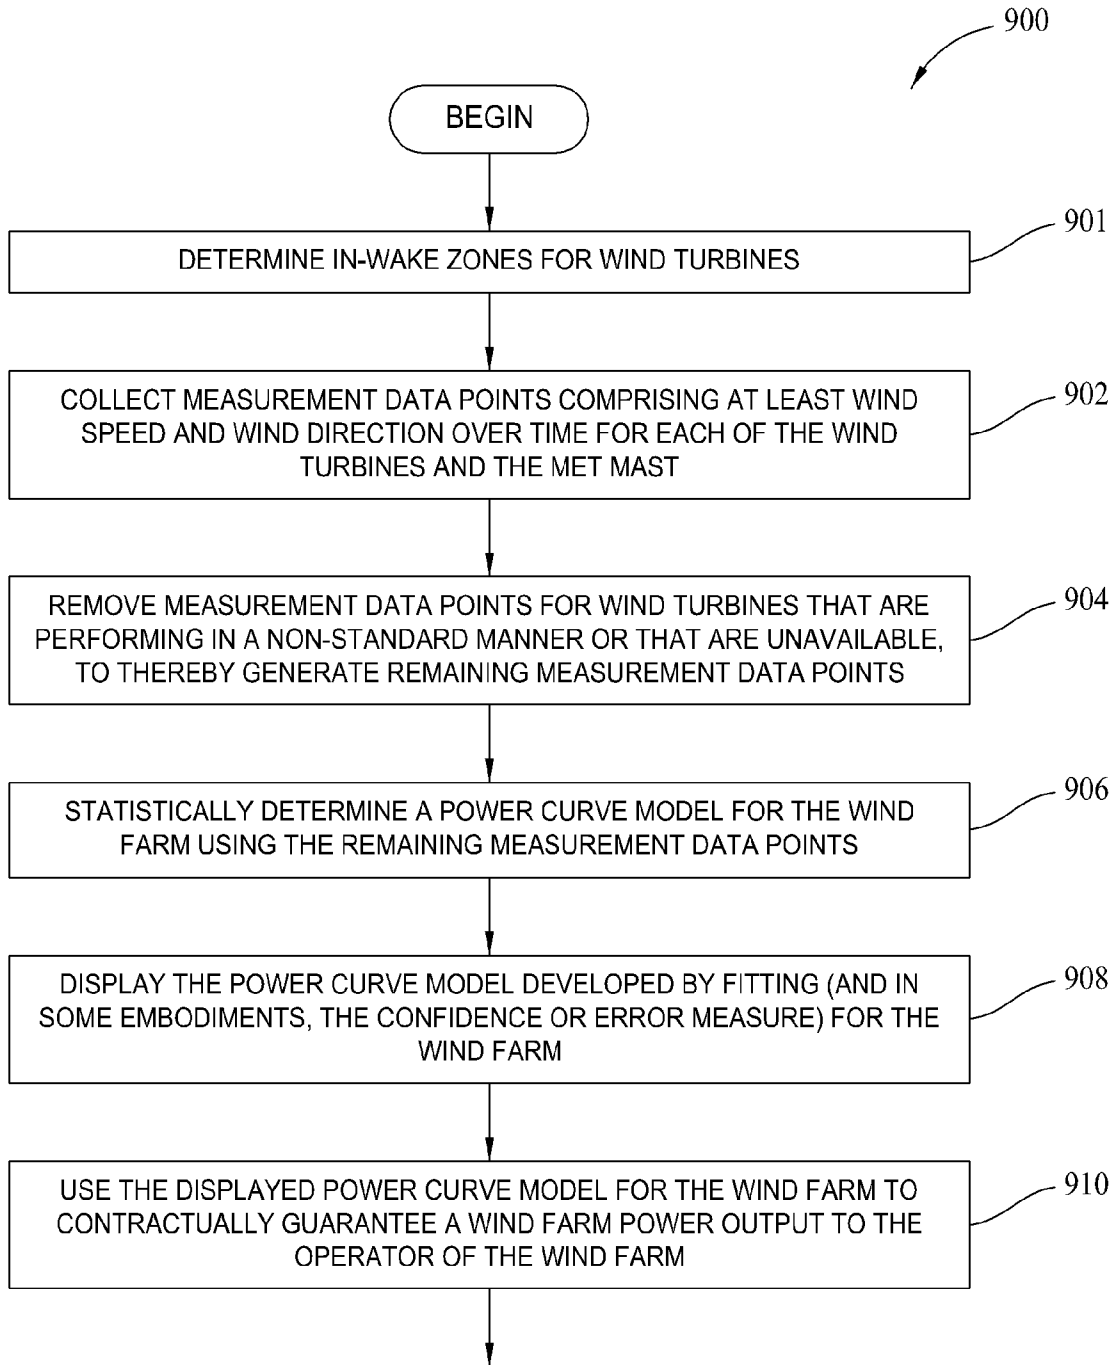 900
BEGIN
901
DETERMINE IN-WAKE ZONES FOR WIND TURBINES
902
COLLECT MEASUREMENT DATA POINTS COMPRISING AT LEAST WIND
SPEED AND WIND DIRECTION OVER TIME FOR EACH OF THE WIND
TURBINES AND THE MET MAST
904
REMOVE MEASUREMENT DATA POINTS FOR WIND TURBINES THAT ARE
PERFORMING IN A NON-STANDARD MANNER OR THAT ARE UNAVAILABLE,
TO THEREBY GENERATE REMAINING MEASUREMENT DATA POINTS
906
STATISTICALLY DETERMINE A POWER CURVE MODEL FOR THE WIND
FARM USING THE REMAINING MEASUREMENT DATA POINTS
908
DISPLAY THE POWER CURVE MODEL DEVELOPED BY FITTING (AND IN
SOME EMBODIMENTS, THE CONFIDENCE OR ERROR MEASURE) FOR THE
WIND FARM
910
USE THE DISPLAYED POWER CURVE MODEL FOR THE WIND FARM TO
CONTRACTUALLY GUARANTEE A WIND FARM POWER OUTPUT TO THE
OPERATOR OF THE WIND FARM